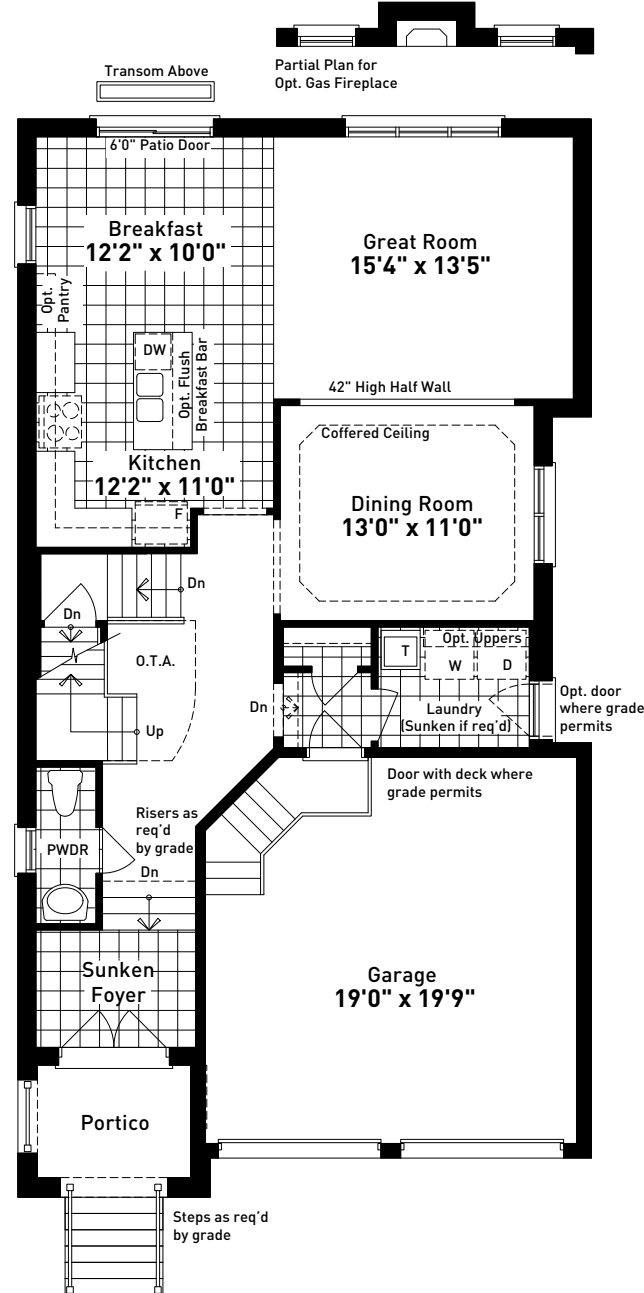 Partial Plan for
Opt. Gas Fireplace
Transom Above
6'0" Patio Door
Breakfast
12'2" x 10'0"
Great Room
15'4" x 13'5"
Opt.
Pantry
DW
Opt. Flush
Breakfast Bar
42" High Half Wall
Coffered Ceiling
Kitchen
12'2" x 11'0"
Dining Room
13'0" x 11'0"
F
Dn
Dn
O.T.A.
Up
T
Opt. Uppers
W
D
Dn
Laundry
(Sunken if req'd)
Opt. door
where grade
permits
Door with deck where
grade permits
Risers as
req'd
by grade
PWDR
Dn
Sunken
Foyer
Garage
19'0" x 19'9"
Portico
Steps as req'd
by grade